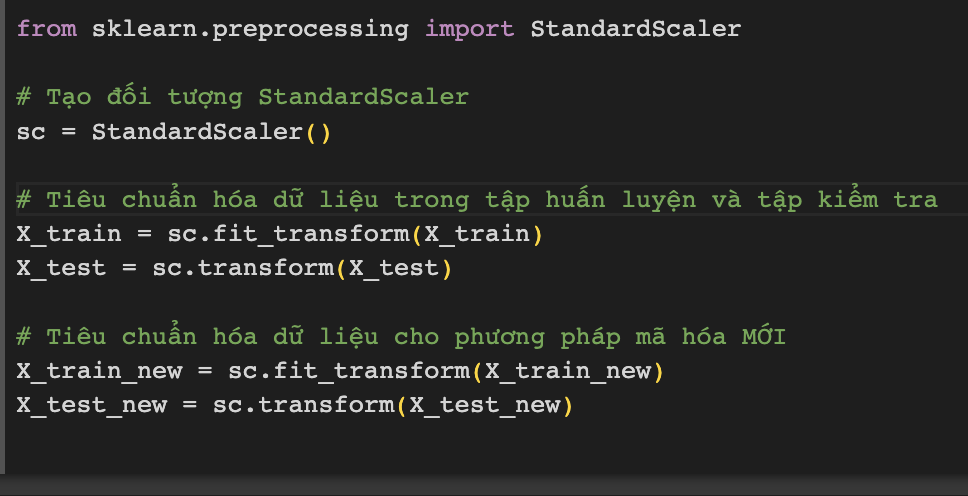 from sklearn.preprocessing import StandardScaler
# Tạo đối tượng StandardScaler
sc = StandardScaler()
# Tiêu chuẩn hóa dữ liệu trong tập huấn luyện và tập kiểm tra
X_train = sc.fit_transform(X_train)
X_test = sc.transform(X_test)
# Tiêu chuẩn hóa dữ liệu cho phương pháp mã hóa MỚI
X_train_new = sc.fit_transform(X_train_new)
X_test_new = sc.transform(X_test_new)